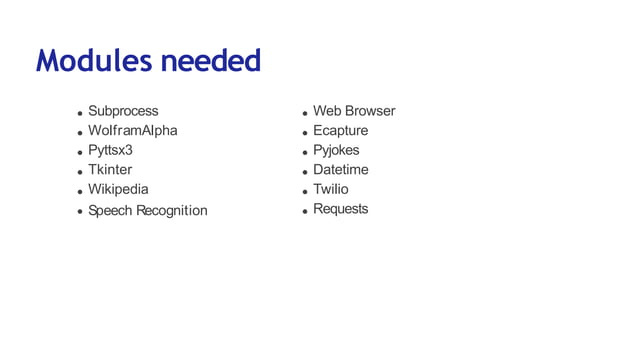 Modules needed
• Subprocess
• WolframAlpha
• Pyttsx3
• Tkinter
• Wikipedia
• Speech Recognition
• Web Browser
• Ecapture
• Pyjokes
• Datetime
• Twilio
• Requests